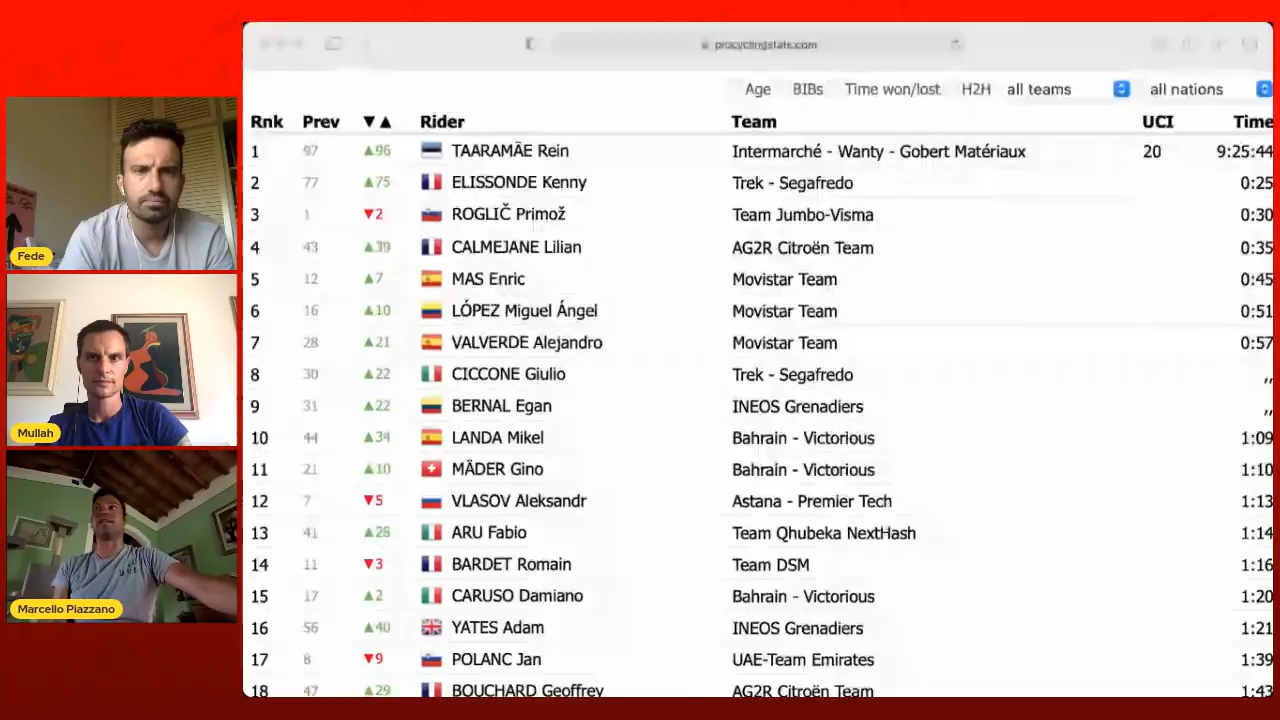 procyclingstats.com
Age BIBs Time won/lost H2H all teams all nations
Rnk Prev ▼▲ Rider Team UCI Time
1 97 ▲96 TAARAMÄE Rein Intermarché - Wanty - Gobert Matériaux 20 9:25:44
2 77 ▲75 ELISSONDE Kenny Trek - Segafredo 0:25
3 1 ▼2 ROGLIČ Primož Team Jumbo-Visma 0:30
4 43 ▲39 CALMEJANE Lilian AG2R Citroën Team 0:35
5 12 ▲7 MAS Enric Movistar Team 0:45
6 16 ▲10 LÓPEZ Miguel Ángel Movistar Team 0:51
7 28 ▲21 VALVERDE Alejandro Movistar Team 0:57
8 30 ▲22 CICCONE Giulio Trek - Segafredo ,,
9 31 ▲22 BERNAL Egan INEOS Grenadiers ,,
10 44 ▲34 LANDA Mikel Bahrain - Victorious 1:09
11 21 ▲10 MÄDER Gino Bahrain - Victorious 1:10
12 7 ▼5 VLASOV Aleksandr Astana - Premier Tech 1:13
13 41 ▲28 ARU Fabio Team Qhubeka NextHash 1:14
14 11 ▼3 BARDET Romain Team DSM 1:16
15 17 ▲2 CARUSO Damiano Bahrain - Victorious 1:20
16 56 ▲40 YATES Adam INEOS Grenadiers 1:21
17 8 ▼9 POLANC Jan UAE-Team Emirates 1:39
18 47 ▲29 BOUCHARD Geoffrey AG2R Citroën Team 1:43
Fede
Mullah
Marcello Piazzano